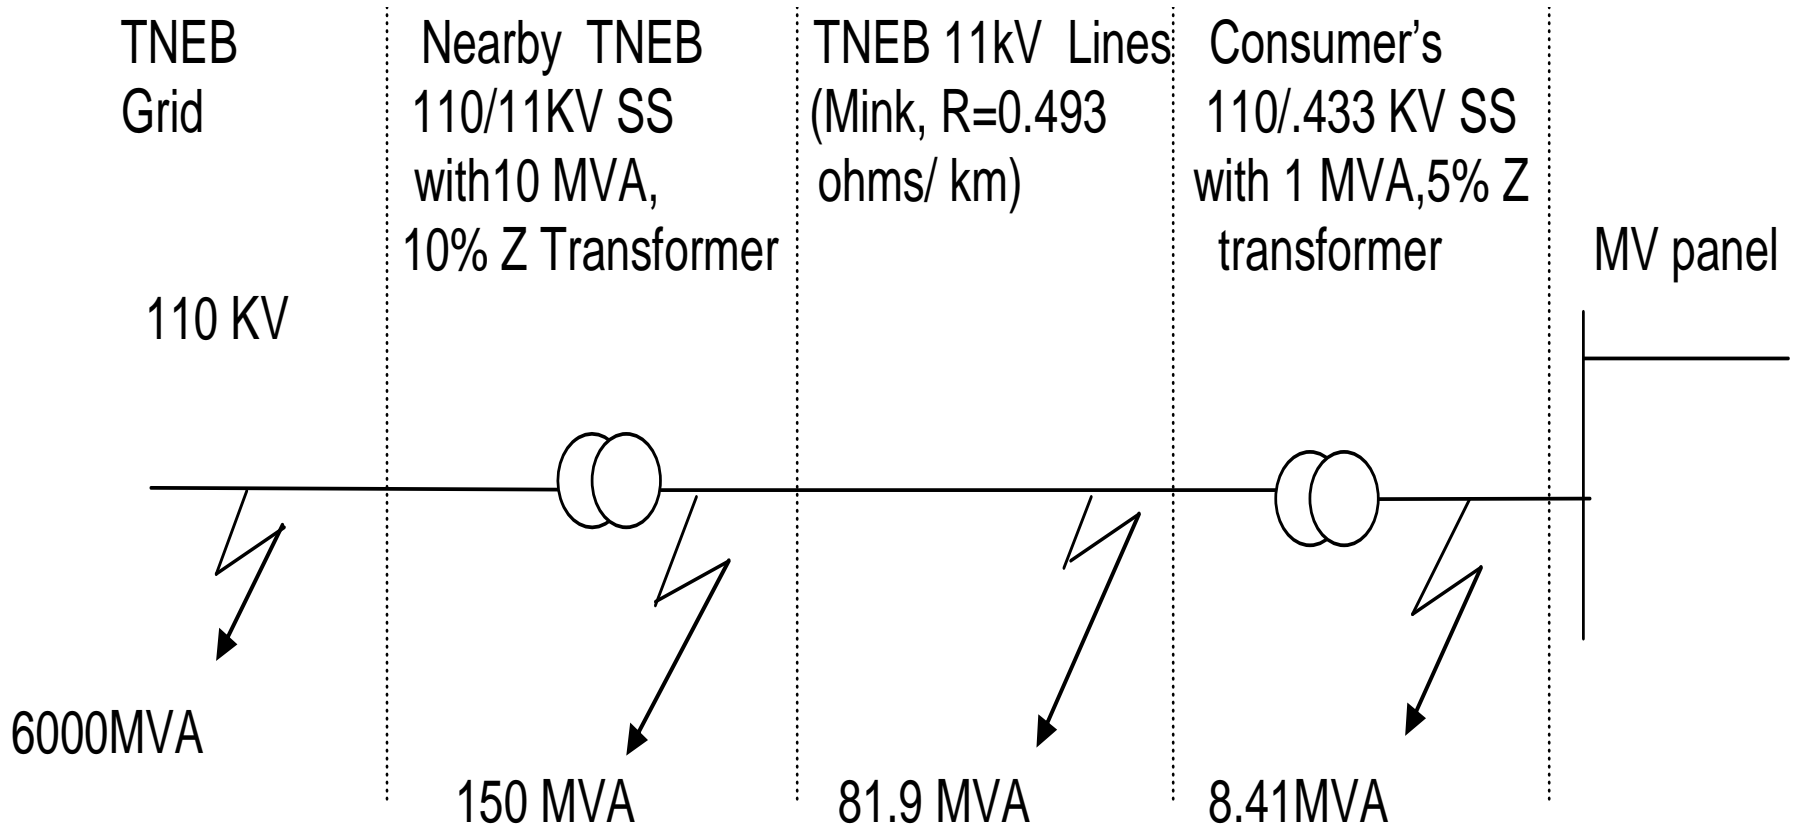 TNEB
Grid
110 KV
Nearby TNEB
110/11KV SS
with10 MVA,
10% Z Transformer
TNEB 11kV Lines
(Mink, R=0.493
ohms/ km)
Consumer’s
110/.433 KV SS
with 1 MVA,5% Z
transformer
MV panel
6000MVA
150 MVA
81.9 MVA
8.41MVA